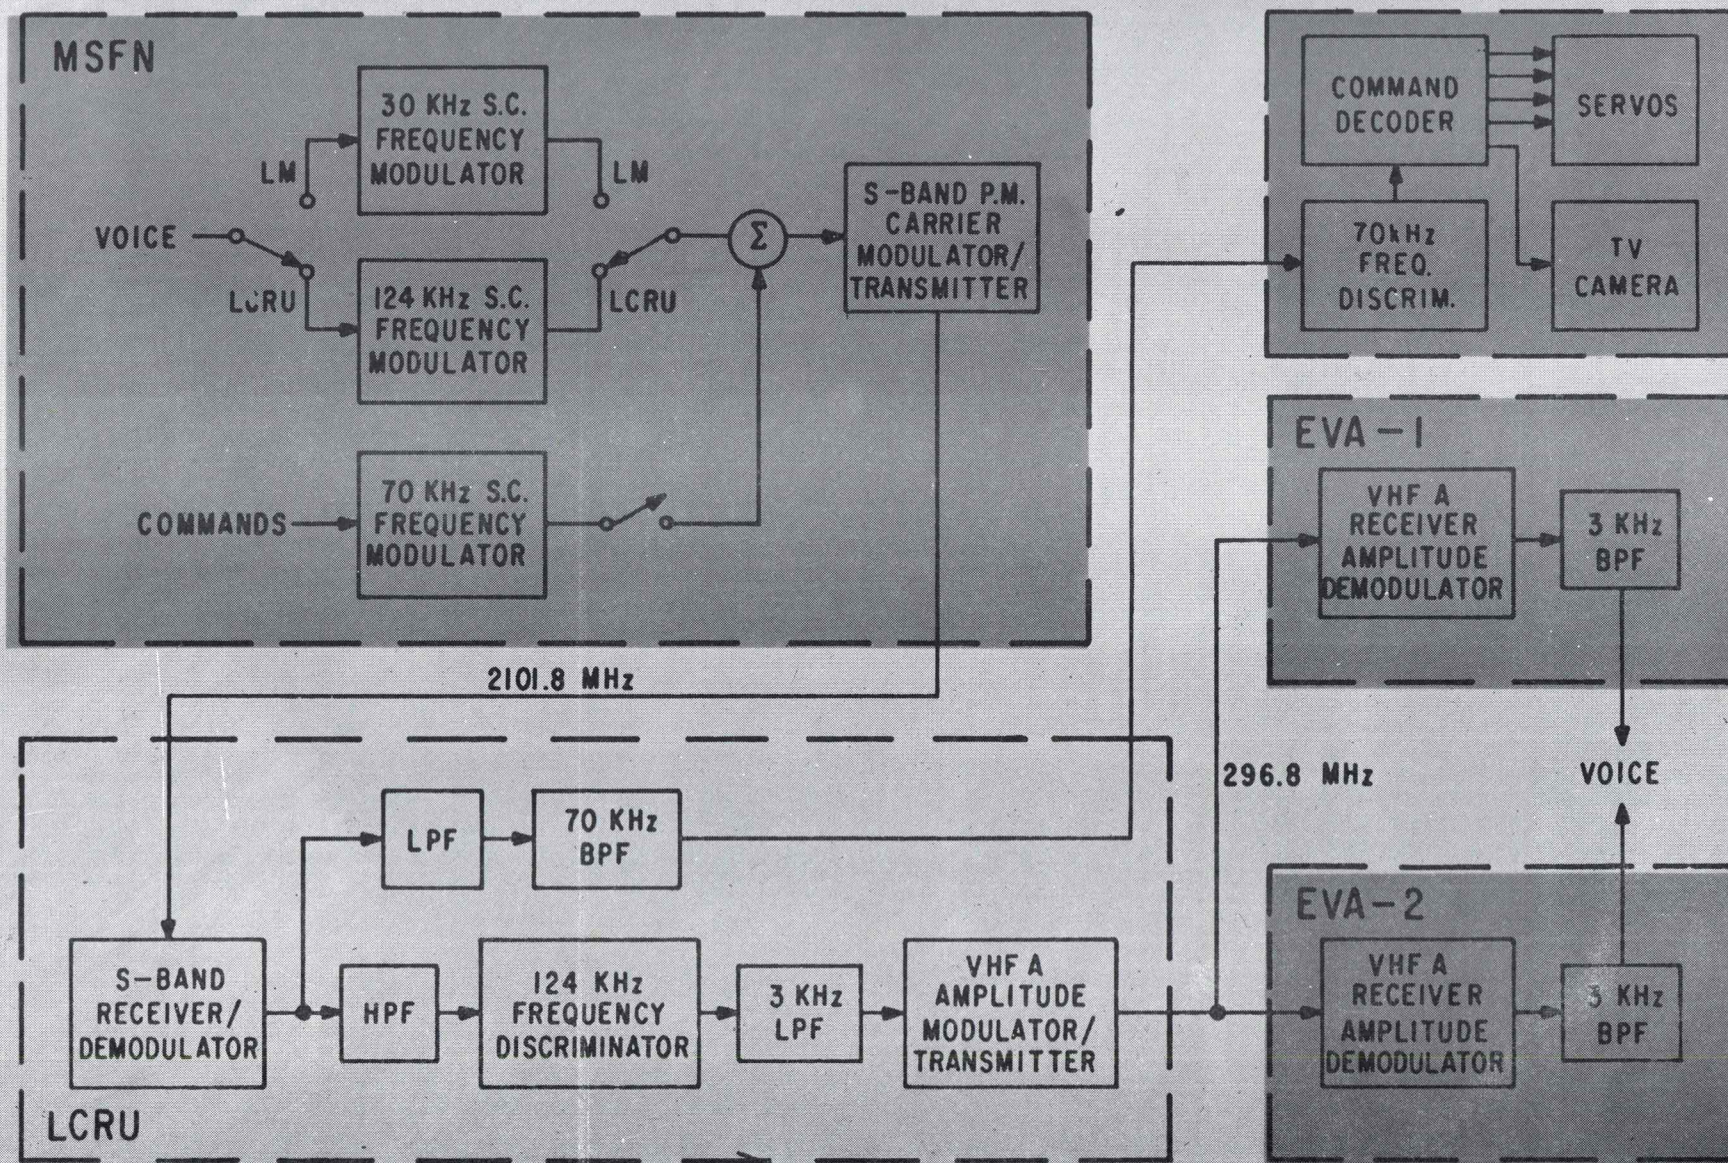 MSFN
30 KHz S.C.
FREQUENCY
MODULATOR
LM
LM
VOICE
LCRU
LCRU
124 KHz S.C.
FREQUENCY
MODULATOR
Σ
S-BAND P.M.
CARRIER
MODULATOR/
TRANSMITTER
COMMANDS
70 KHz S.C.
FREQUENCY
MODULATOR
COMMAND
DECODER
SERVOS
70kHz
FREQ.
DISCRIM.
TV
CAMERA
EVA-1
VHF A
RECEIVER
AMPLITUDE
DEMODULATOR
3 KHz
BPF
2101.8 MHz
296.8 MHz
VOICE
LPF
70 KHz
BPF
S-BAND
RECEIVER/
DEMODULATOR
HPF
124 KHz
FREQUENCY
DISCRIMINATOR
3 KHz
LPF
VHF A
AMPLITUDE
MODULATOR/
TRANSMITTER
LCRU
EVA-2
VHF A
RECEIVER
AMPLITUDE
DEMODULATOR
3 KHz
BPF